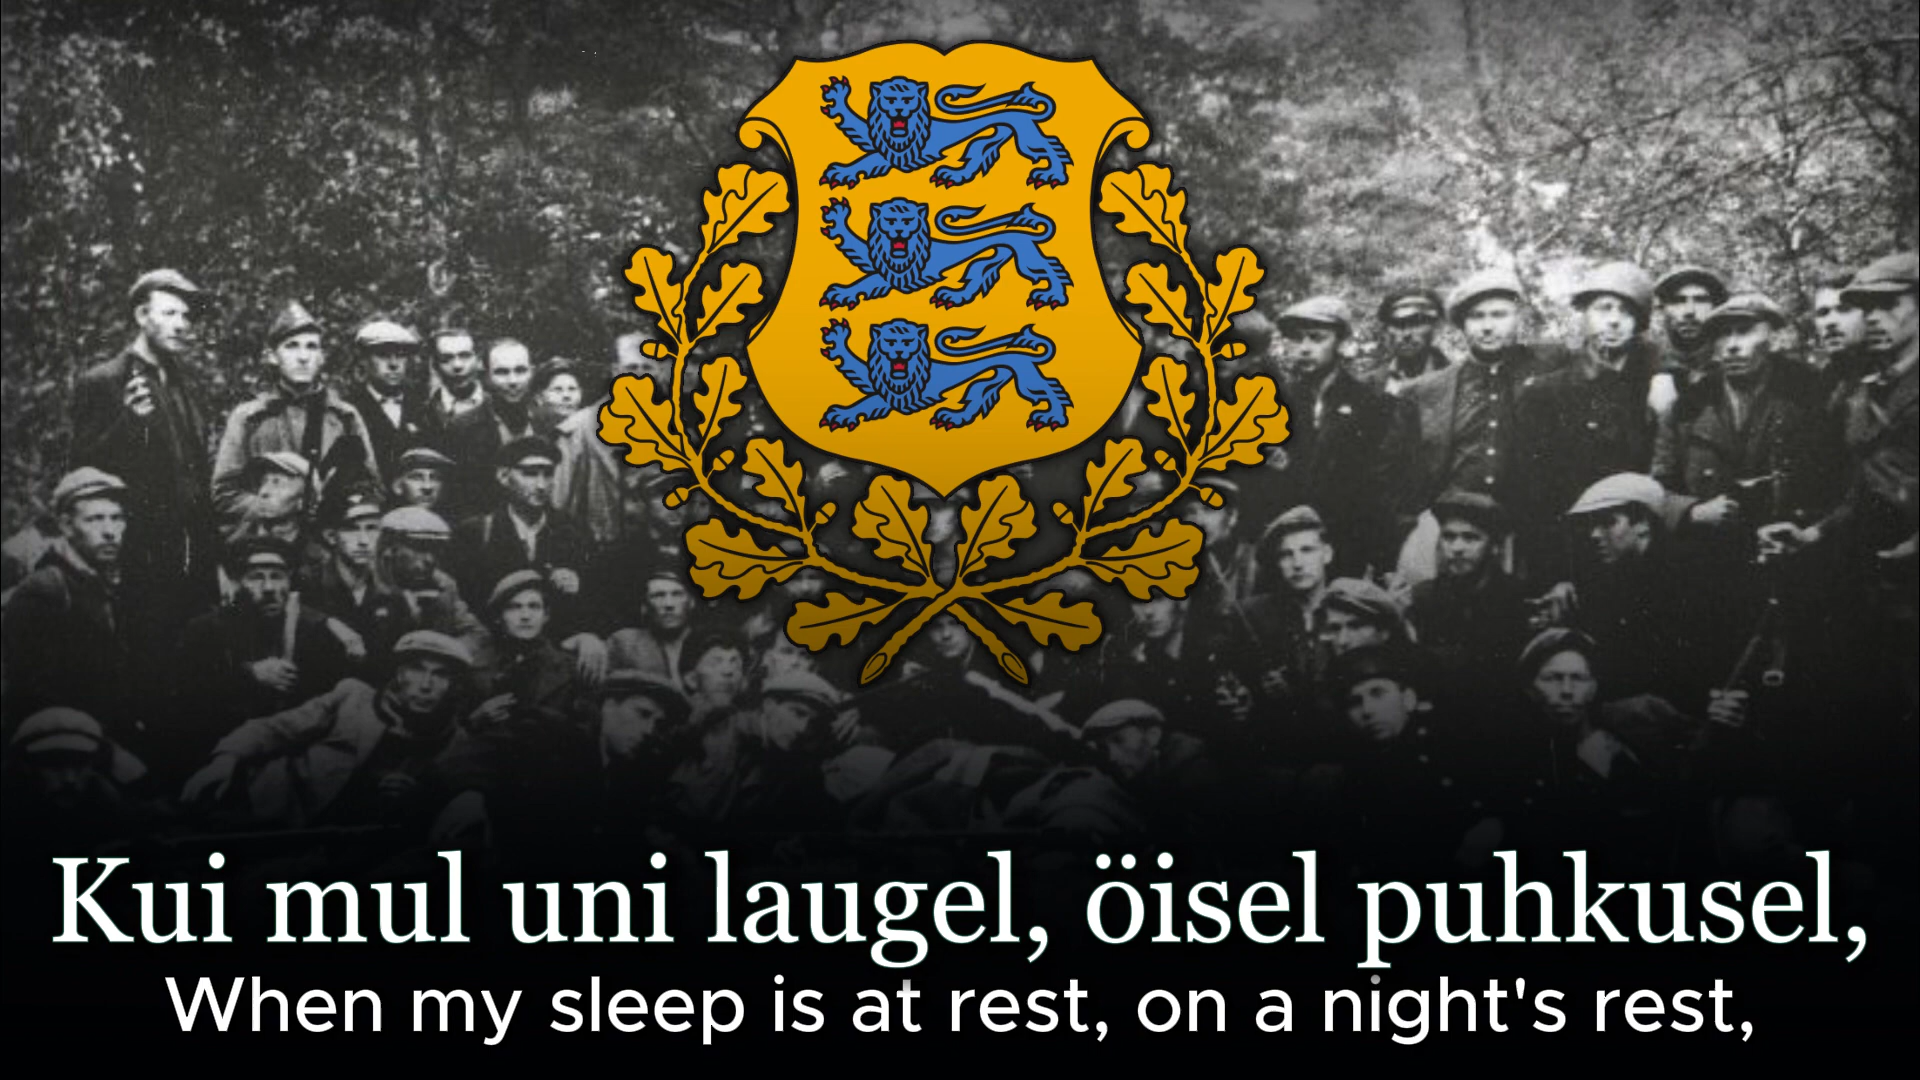 Kui mul uni laugel, öisel puhkusel,
When my sleep is at rest, on a night's rest,